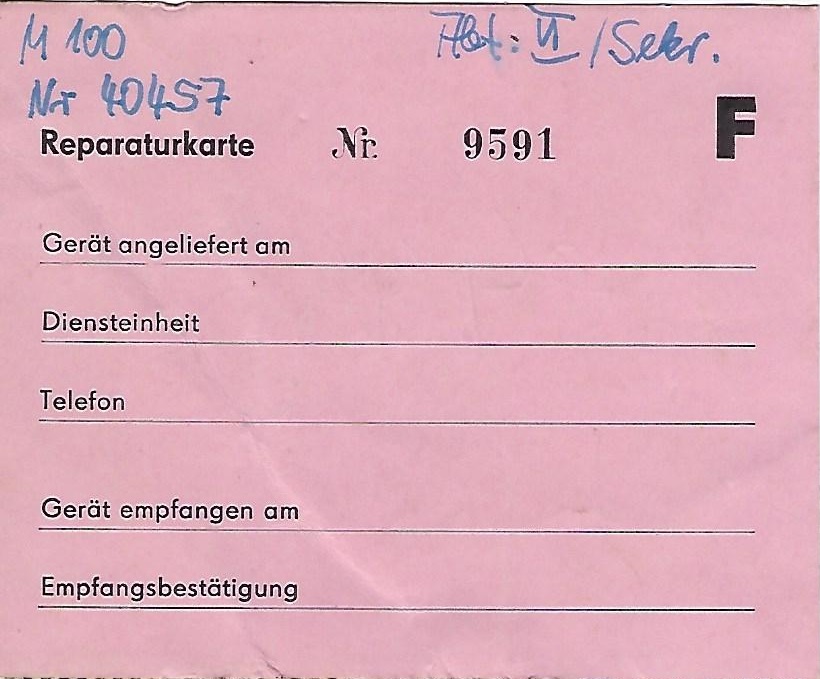 M 100
Abt. VI / Sekr.
Nr 40457
Reparaturkarte Nr. 9591 F
Gerät angeliefert am
Diensteinheit
Telefon
Gerät empfangen am
Empfangsbestätigung